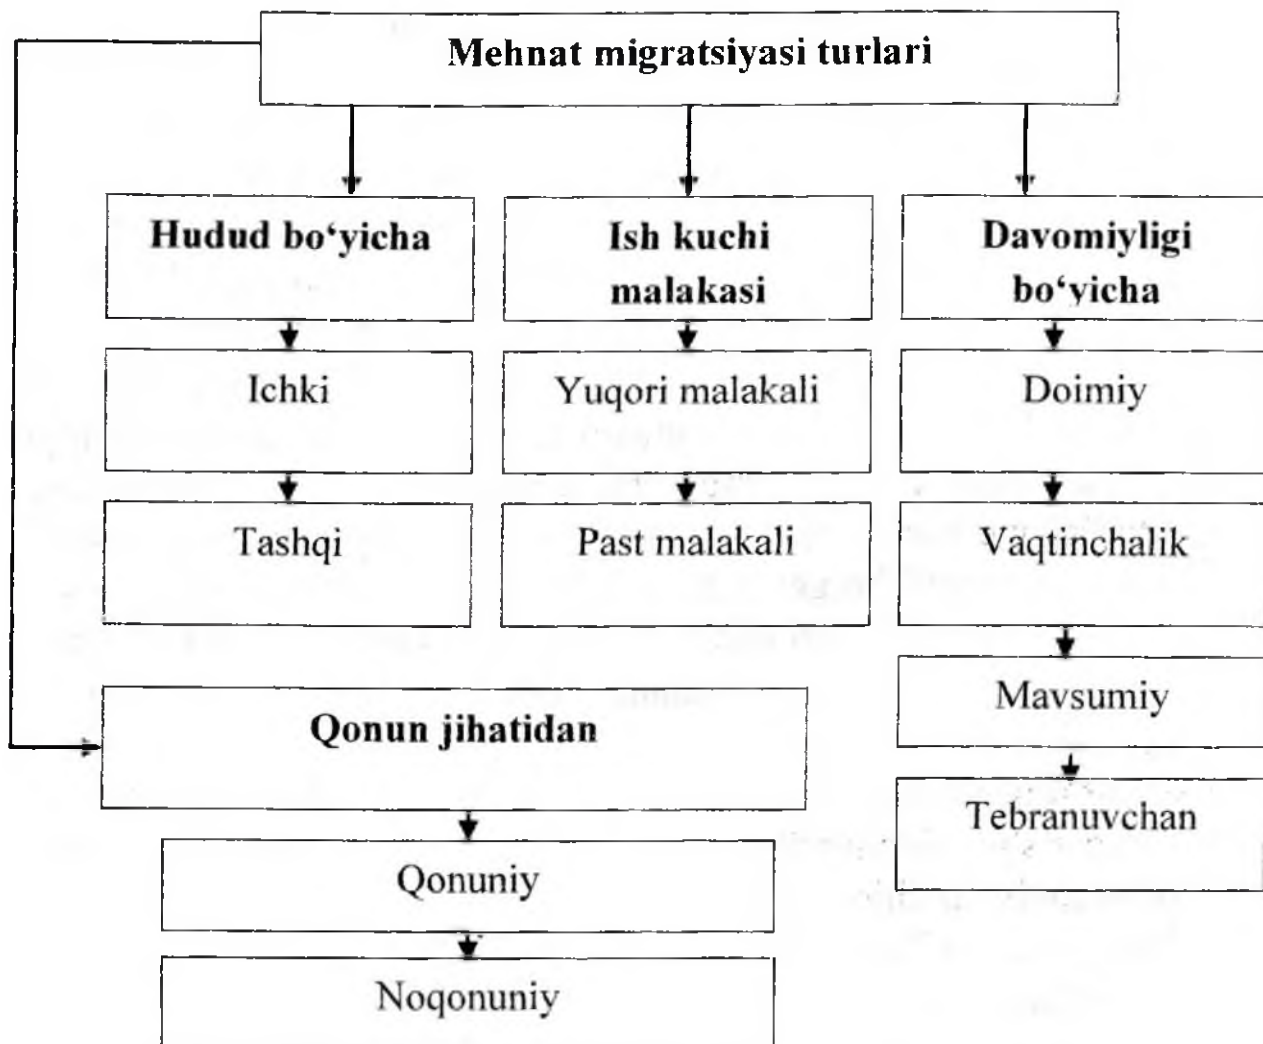 Mehnat migratsiyasi turlari
Hudud bo‘yicha
Ish kuchi
malakasi
Davomiyligi
bo‘yicha
Ichki
Yuqori malakali
Doimiy
Tashqi
Past malakali
Vaqtinchalik
Mavsumiy
Tebranuvchan
Qonun jihatidan
Qonuniy
Noqonuniy